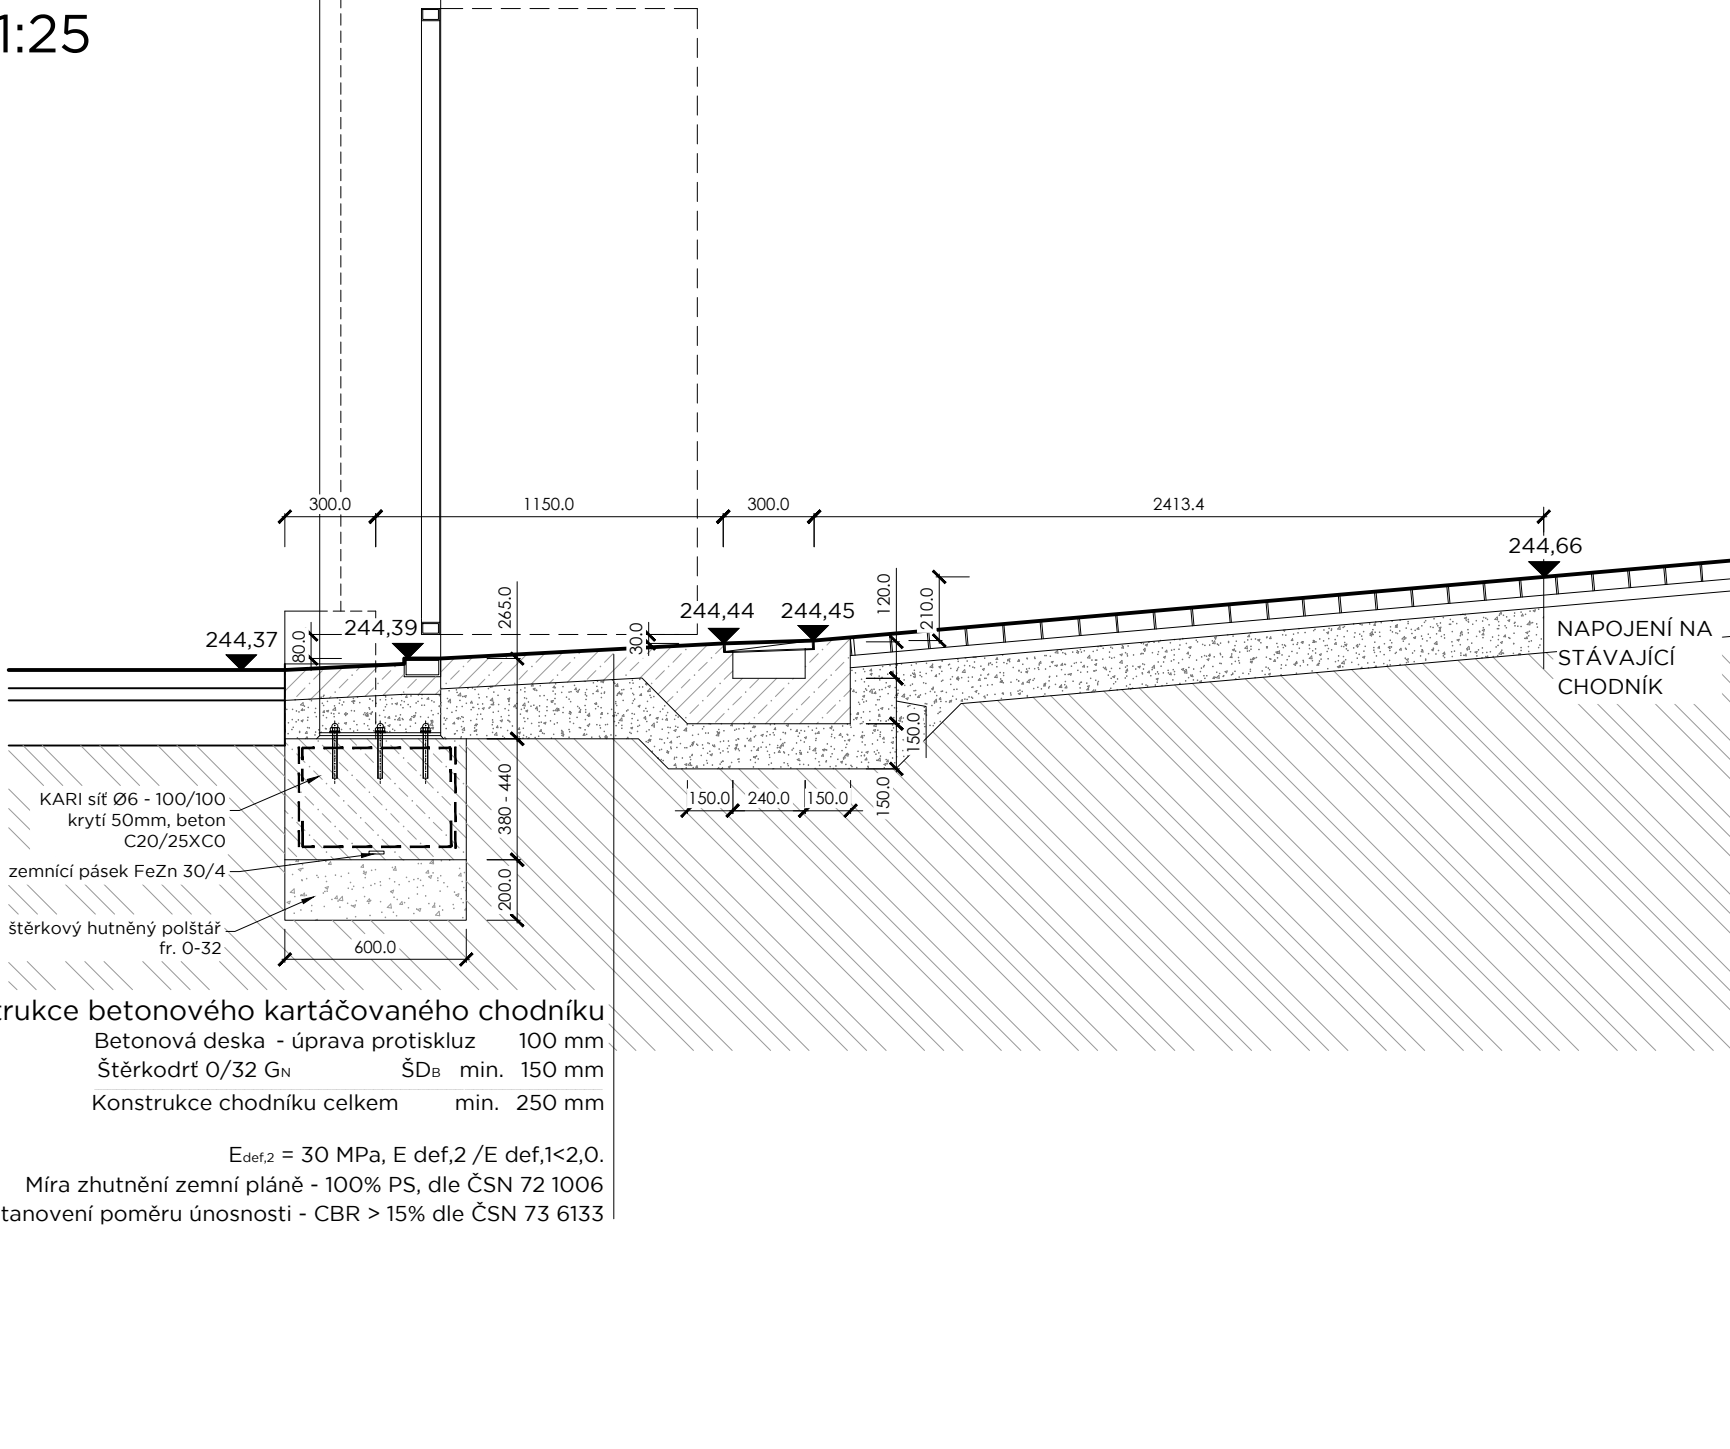 1:25
300.0
1150.0
300.0
2413.4
244,66
244,37
244,39
244,44
244,45
80.0
265.0
30.0
120.0
210.0
NAPOJENÍ NA
STÁVAJÍCÍ
CHODNÍK
150.0
150.0
240.0
150.0
150.0
380 - 440
200.0
600.0
KARI síť Ø6 - 100/100
krytí 50mm, beton
C20/25XC0
zemnící pásek FeZn 30/4
štěrkový hutněný polštář
fr. 0-32
trukce betonového kartáčovaného chodníku
Betonová deska - úprava protiskluz 100 mm
Štěrkodrť 0/32 GN ŠDB min. 150 mm
Konstrukce chodníku celkem min. 250 mm
Edef,2 = 30 MPa, E def,2 /E def,1<2,0.
Míra zhutnění zemní pláně - 100% PS, dle ČSN 72 1006
tanovení poměru únosnosti - CBR > 15% dle ČSN 73 6133